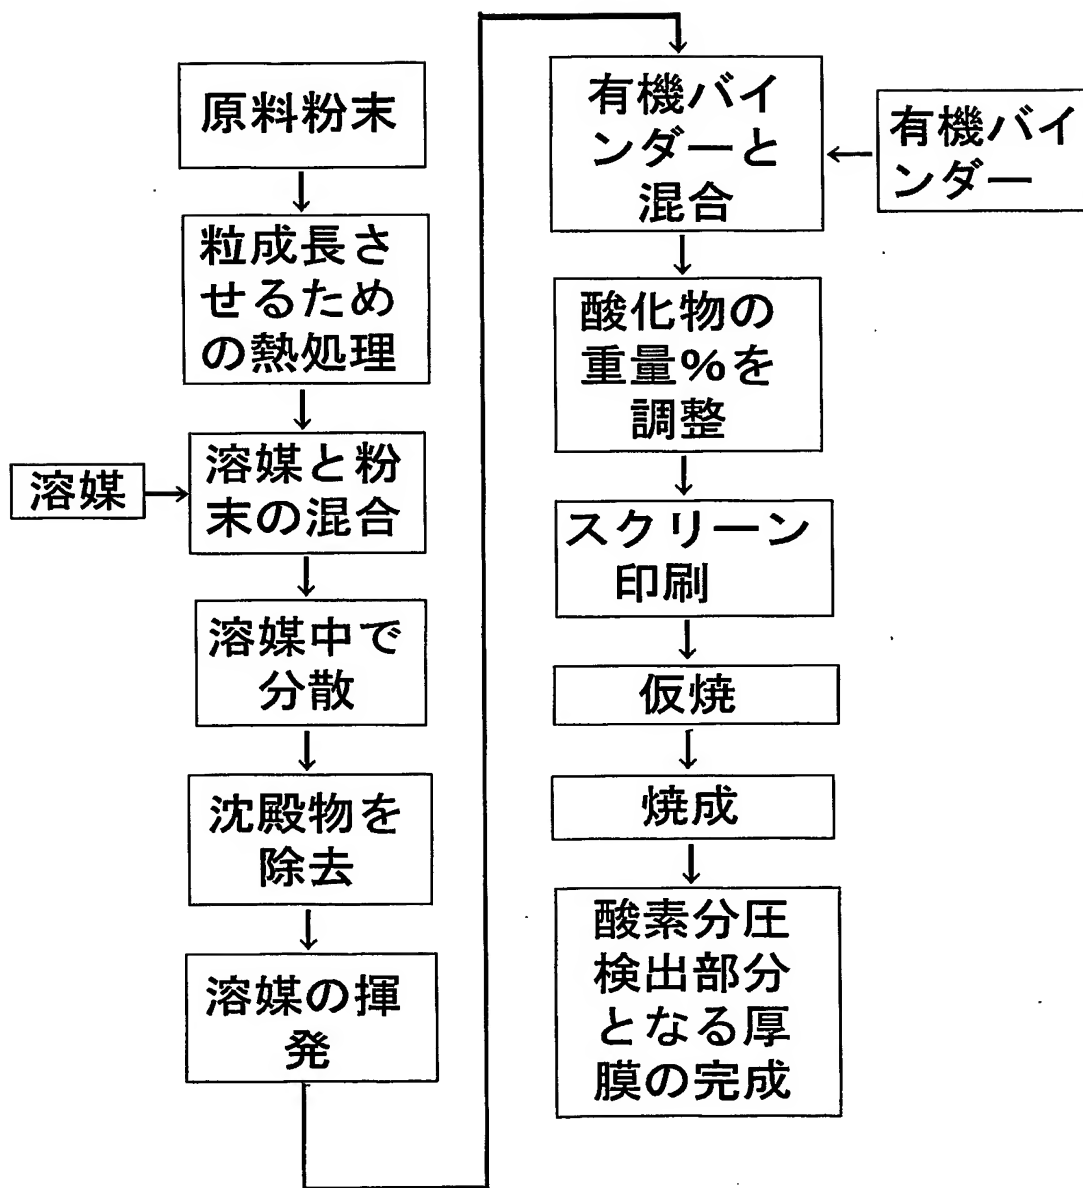 原料粉末
粒成長さ
せるため
の熱処理
溶媒
溶媒と粉
末の混合
溶媒中で
分散
沈殿物を
除去
溶媒の揮
発
有機バイ
ンダーと
混合
有機バイ
ンダー
酸化物の
重量%を
調整
スクリーン
印刷
仮焼
焼成
酸素分圧
検出部分
となる厚
膜の完成